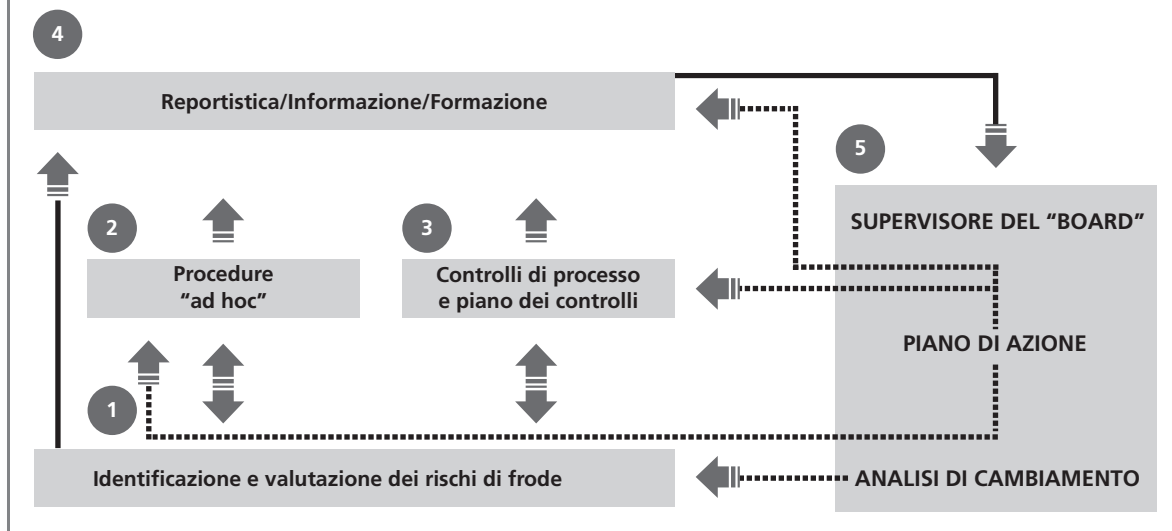 4
Reportistica/Informazione/Formazione
5
SUPERVISORE DEL “BOARD”
2
3
Procedure
“ad hoc”
Controlli di processo
e piano dei controlli
PIANO DI AZIONE
1
Identificazione e valutazione dei rischi di frode
ANALISI DI CAMBIAMENTO